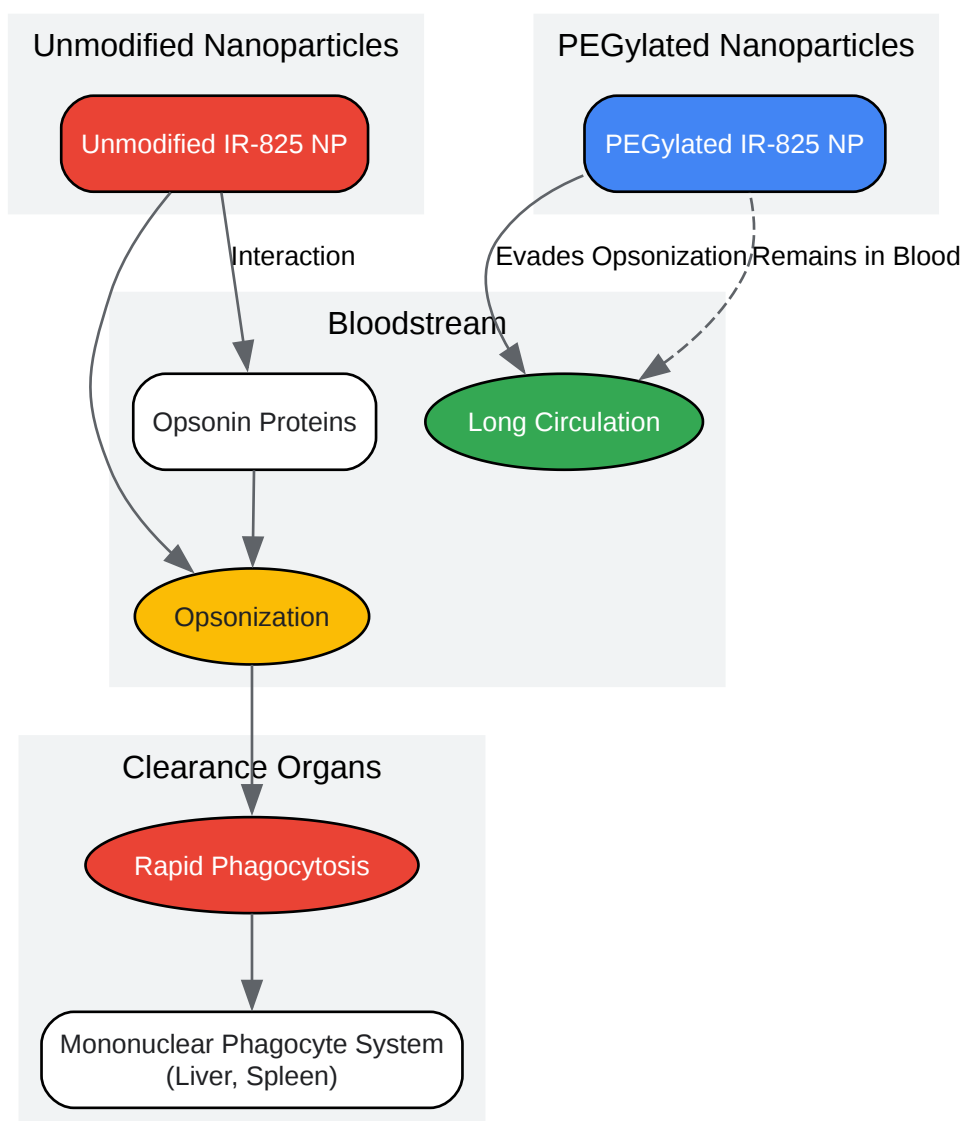 Unmodified Nanoparticles
PEGylated Nanoparticles
Unmodified IR-825 NP
PEGylated IR-825 NP
Interaction
Evades Opsonization
Remains in Blood
Bloodstream
Opsonin Proteins
Long Circulation
Opsonization
Clearance Organs
Rapid Phagocytosis
Mononuclear Phagocyte System
(Liver, Spleen)